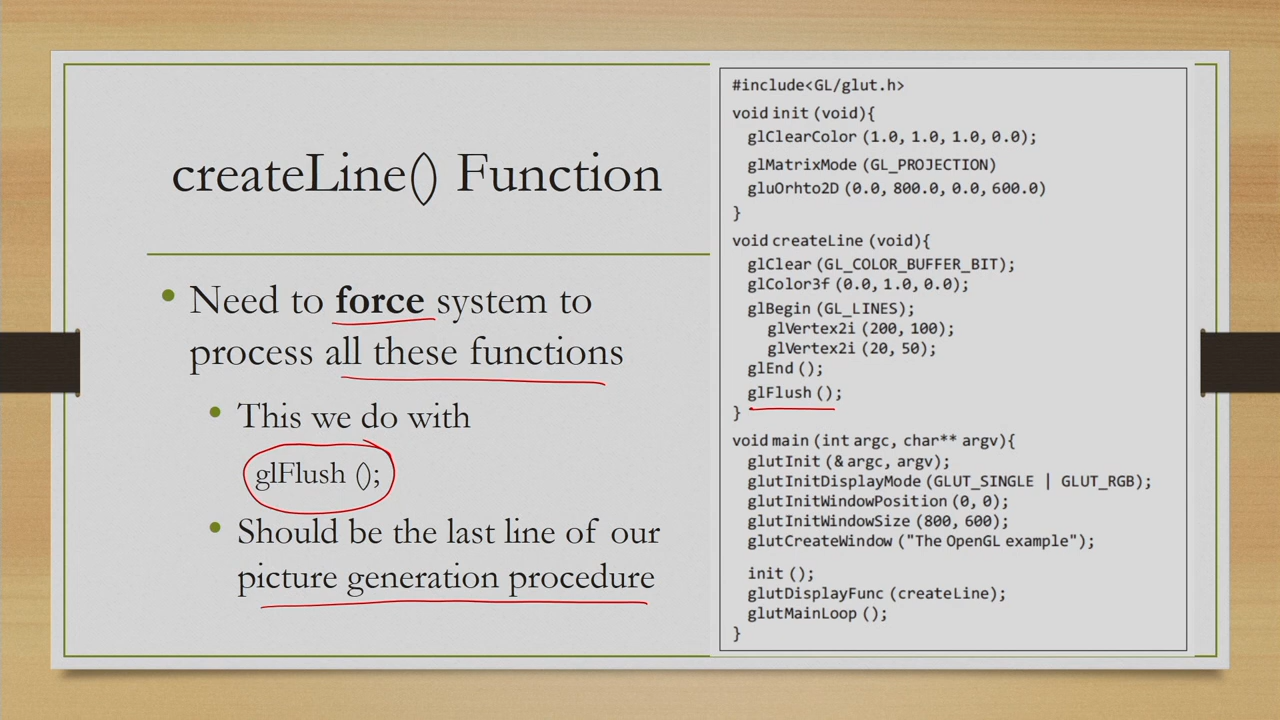 createLine() Function
• Need to force system to
process all these functions
• This we do with
glFlush ();
• Should be the last line of our
picture generation procedure
#include<GL/glut.h>
void init (void){
glClearColor (1.0, 1.0, 1.0, 0.0);
glMatrixMode (GL_PROJECTION)
gluOrhto2D (0.0, 800.0, 0.0, 600.0)
}
void createLine (void){
glClear (GL_COLOR_BUFFER_BIT);
glColor3f (0.0, 1.0, 0.0);
glBegin (GL_LINES);
glVertex2i (200, 100);
glVertex2i (20, 50);
glEnd ();
glFlush ();
}
void main (int argc, char** argv){
glutInit (& argc, argv);
glutInitDisplayMode (GLUT_SINGLE | GLUT_RGB);
glutInitWindowPosition (0, 0);
glutInitWindowSize (800, 600);
glutCreateWindow ("The OpenGL example");
init ();
glutDisplayFunc (createLine);
glutMainLoop ();
}